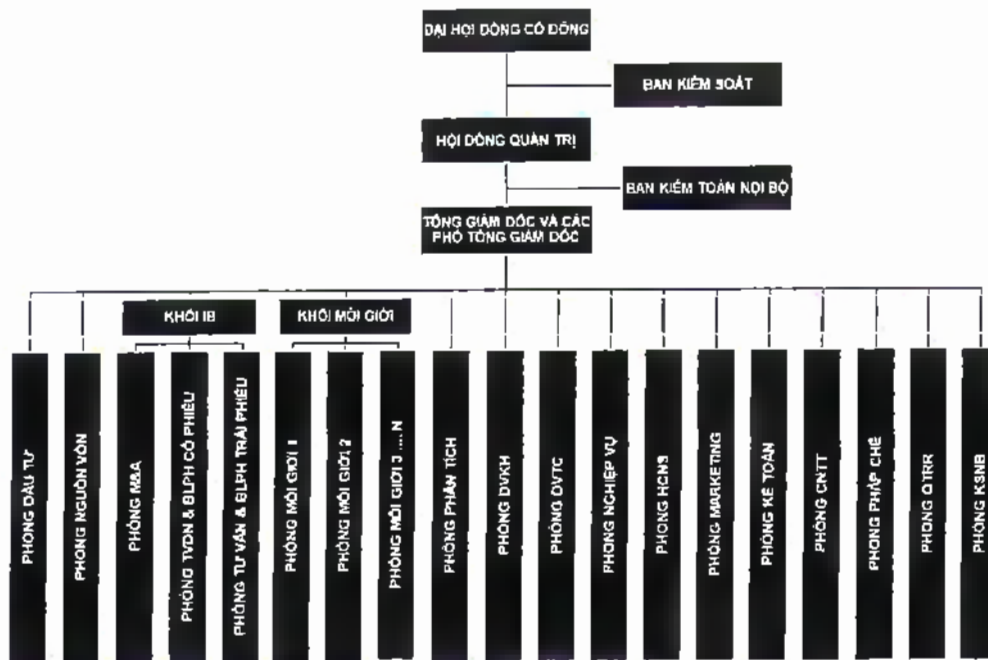 ĐẠI HỘI ĐỒNG CỔ ĐÔNG
BAN KIỂM SOÁT
HỘI ĐỒNG QUẢN TRỊ
BAN KIỂM TOÁN NỘI BỘ
TỔNG GIÁM ĐỐC VÀ CÁC
PHÓ TỔNG GIÁM ĐỐC
KHỐI IB
KHỐI MÔI GIỚI
PHÒNG ĐẦU TƯ
PHÒNG NGUỒN VỐN
PHÒNG M&A
PHÒNG TVDN & BLPH CỔ PHIẾU
PHÒNG TƯ VẤN & BLPH TRÁI PHIẾU
PHÒNG MÔI GIỚI 1
PHÒNG MÔI GIỚI 2
PHÒNG MÔI GIỚI 3 .... N
PHÒNG PHÂN TÍCH
PHÒNG DVKH
PHÒNG DVTC
PHÒNG NGHIỆP VỤ
PHÒNG HCNS
PHÒNG MARKETING
PHÒNG KẾ TOÁN
PHÒNG CNTT
PHÒNG PHÁP CHẾ
PHÒNG QTRR
PHÒNG KSNB